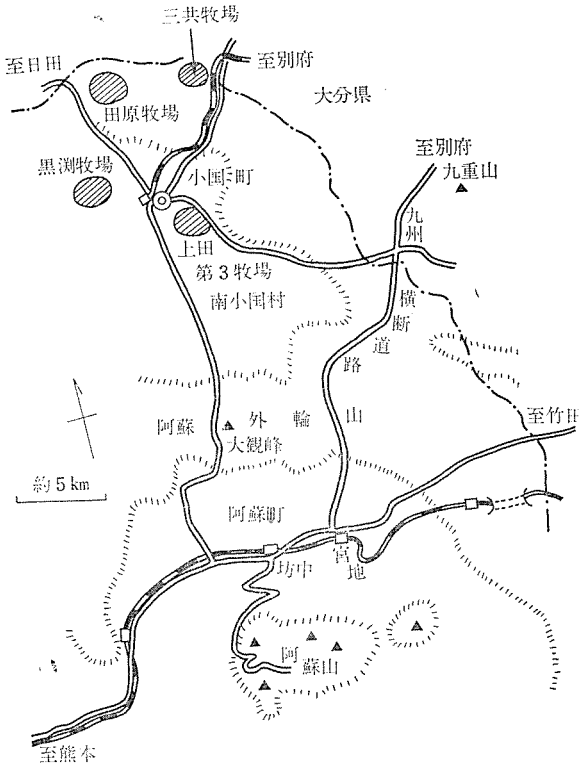 三共牧場
至日田
至別府
田原牧場
大分県
黒渕牧場
至別府
小国町
九重山
上田
第3牧場
南小国村
九州横断道路
阿蘇外輪山
大観峰
至竹田
約5km
阿蘇町
坊中
宮地
阿蘇山
至熊本